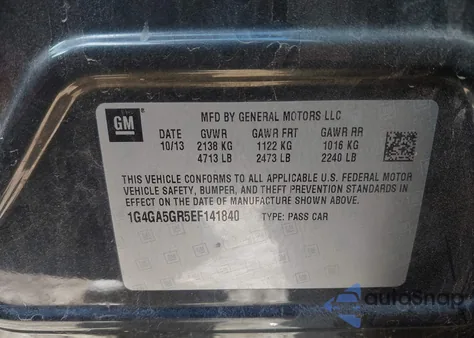 GM
MFD BY GENERAL MOTORS LLC
DATE GVWR GAWR FRT GAWR RR
10/13 2138 KG 1122 KG 1016 KG
4713 LB 2473 LB 2240 LB
THIS VEHICLE CONFORMS TO ALL APPLICABLE U.S. FEDERAL MOTOR
VEHICLE SAFETY, BUMPER, AND THEFT PREVENTION STANDARDS IN
EFFECT ON THE DATE OF MANUFACTURE SHOWN ABOVE.
1G4GA5GR5EF141840 TYPE: PASS CAR
autoSnap